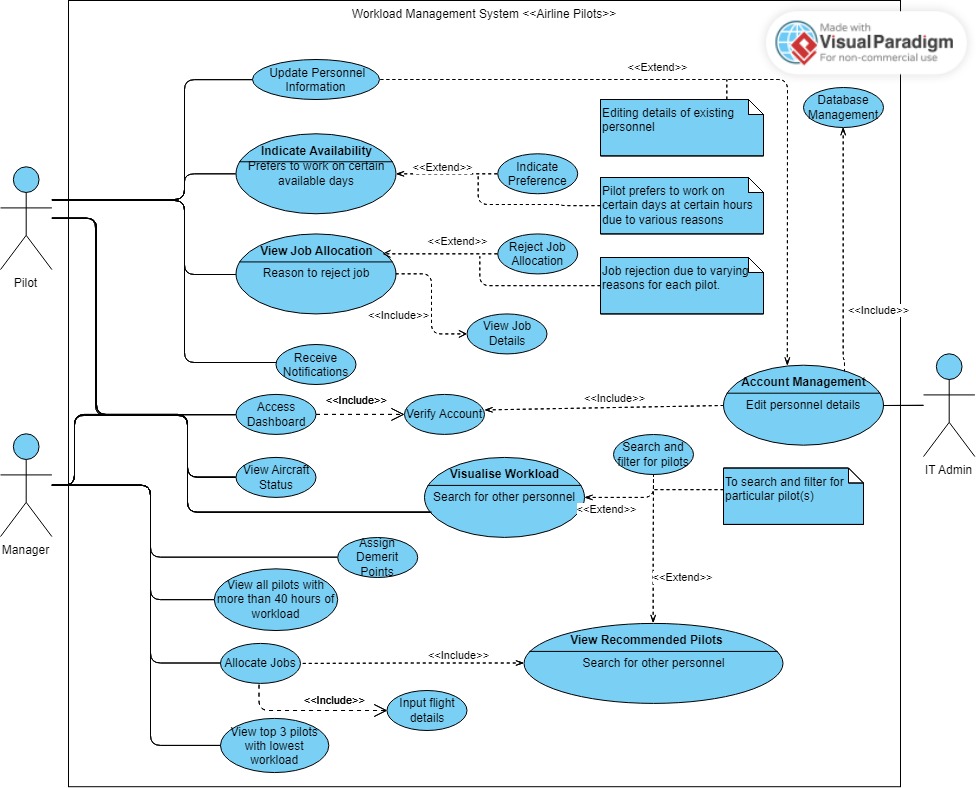 Workload Management System <<Airline Pilots>>
Made with
Visual Paradigm
For non-commercial use
Update Personnel
Information
<<Extend>>
Editing details of existing
personnel
Database
Management
Indicate Availability
Prefers to work on certain
available days
<<Extend>>
Indicate
Preference
Pilot prefers to work on
certain days at certain hours
due to various reasons
Pilot
View Job Allocation
Reason to reject job
<<Extend>>
Reject Job
Allocation
Job rejection due to varying
reasons for each pilot.
<<Include>>
View Job
Details
<<Include>>
Receive
Notifications
Account Management
Edit personnel details
Access
Dashboard
<<Include>>
Verify Account
<<Include>>
IT Admin
Manager
View Aircraft
Status
Visualise Workload
Search for other personnel
Search and
filter for pilots
<<Extend>>
To search and filter for
particular pilot(s)
Assign
Demerit
Points
<<Extend>>
View all pilots with
more than 40 hours of
workload
Allocate Jobs
<<Include>>
View Recommended Pilots
Search for other personnel
<<Include>>
Input flight
details
View top 3 pilots
with lowest
workload